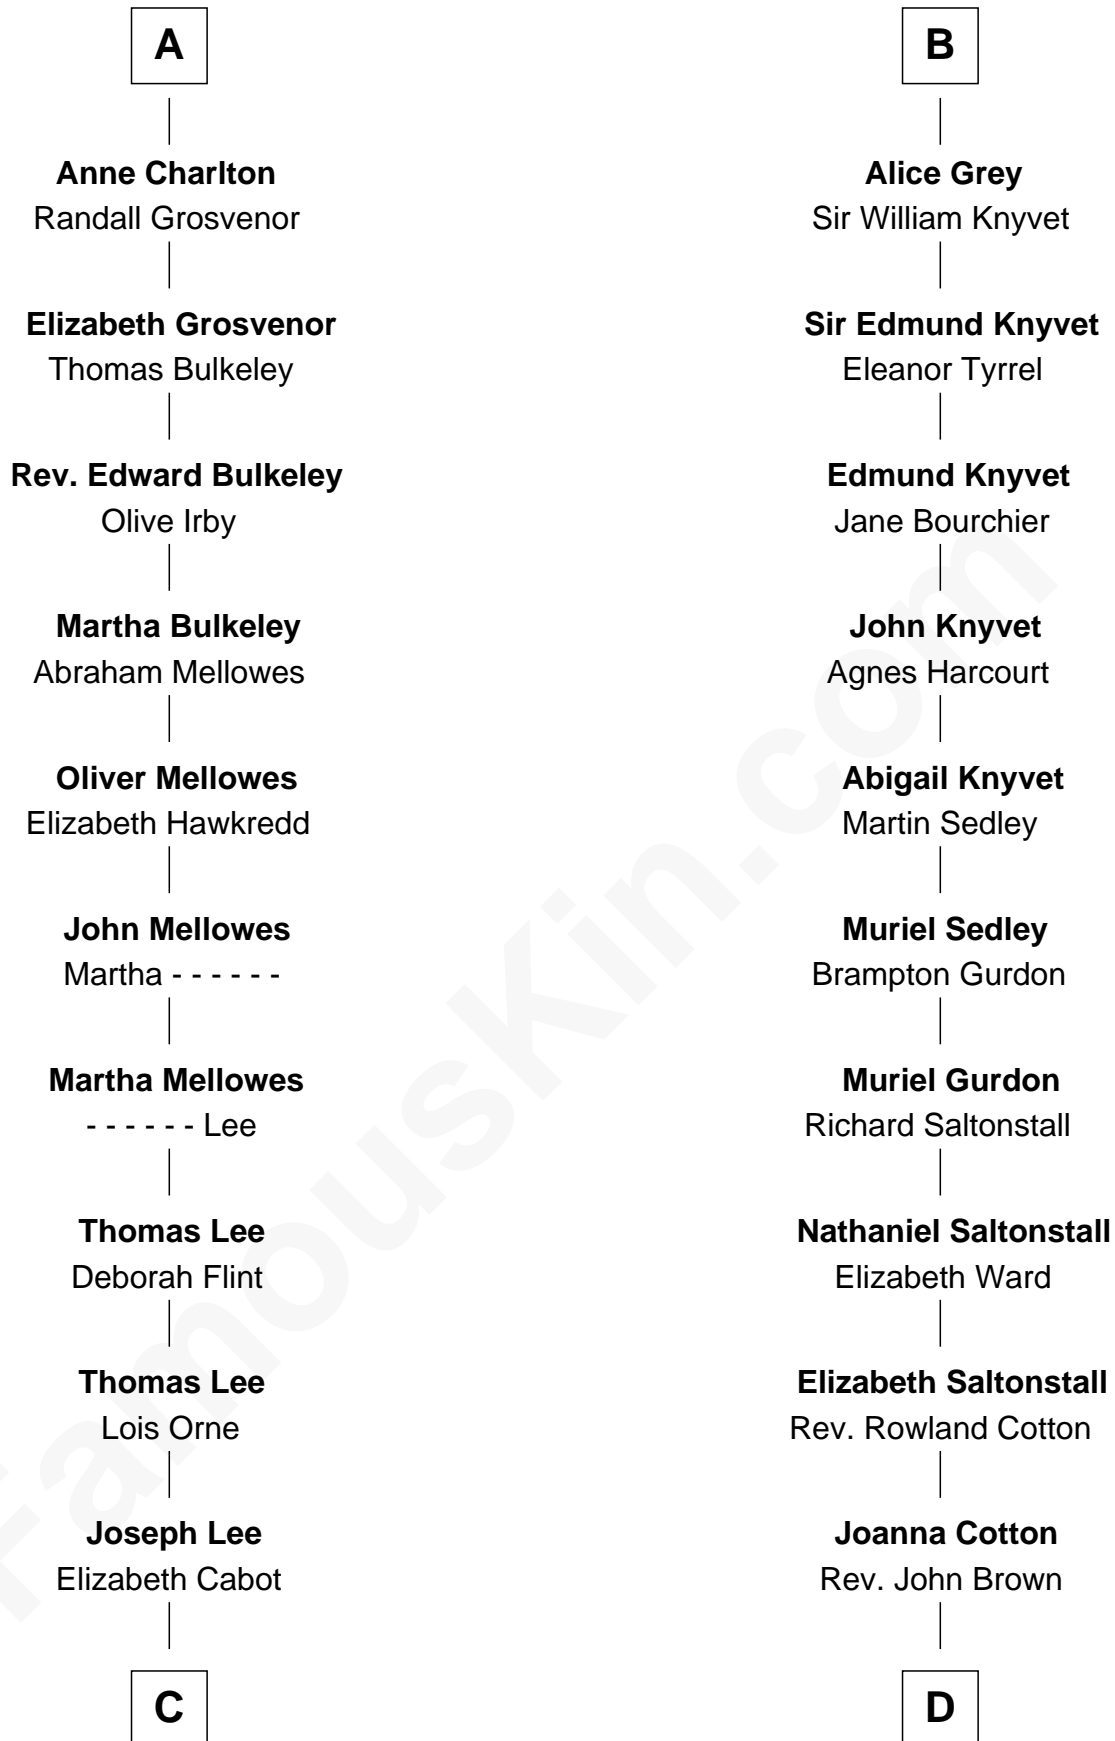 A
Anne Charlton
Randall Grosvenor
Elizabeth Grosvenor
Thomas Bulkeley
Rev. Edward Bulkeley
Olive Irby
Martha Bulkeley
Abraham Mellowes
Oliver Mellowes
Elizabeth Hawkredd
John Mellowes
Martha - - - - - -
Martha Mellowes
- - - - - - Lee
Thomas Lee
Deborah Flint
Thomas Lee
Lois Orne
Joseph Lee
Elizabeth Cabot
C
B
Alice Grey
Sir William Knyvet
Sir Edmund Knyvet
Eleanor Tyrrel
Edmund Knyvet
Jane Bourchier
John Knyvet
Agnes Harcourt
Abigail Knyvet
Martin Sedley
Muriel Sedley
Brampton Gurdon
Muriel Gurdon
Richard Saltonstall
Nathaniel Saltonstall
Elizabeth Ward
Elizabeth Saltonstall
Rev. Rowland Cotton
Joanna Cotton
Rev. John Brown
D
FamousKin.com